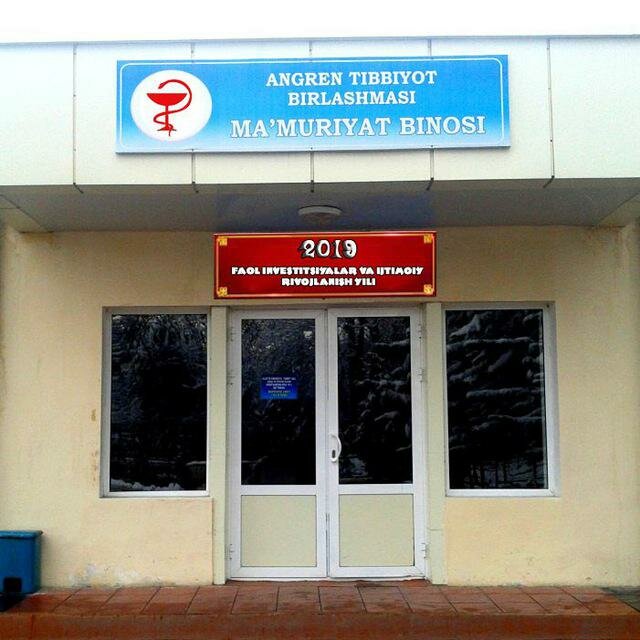 ANGREN TIBBIYOT
BIRLASHMASI
MA'MURIYAT BINOSI
2019
FAOL INVESTITSIYALAR VA IJTIMOIY
RIVOJLANISH YILI